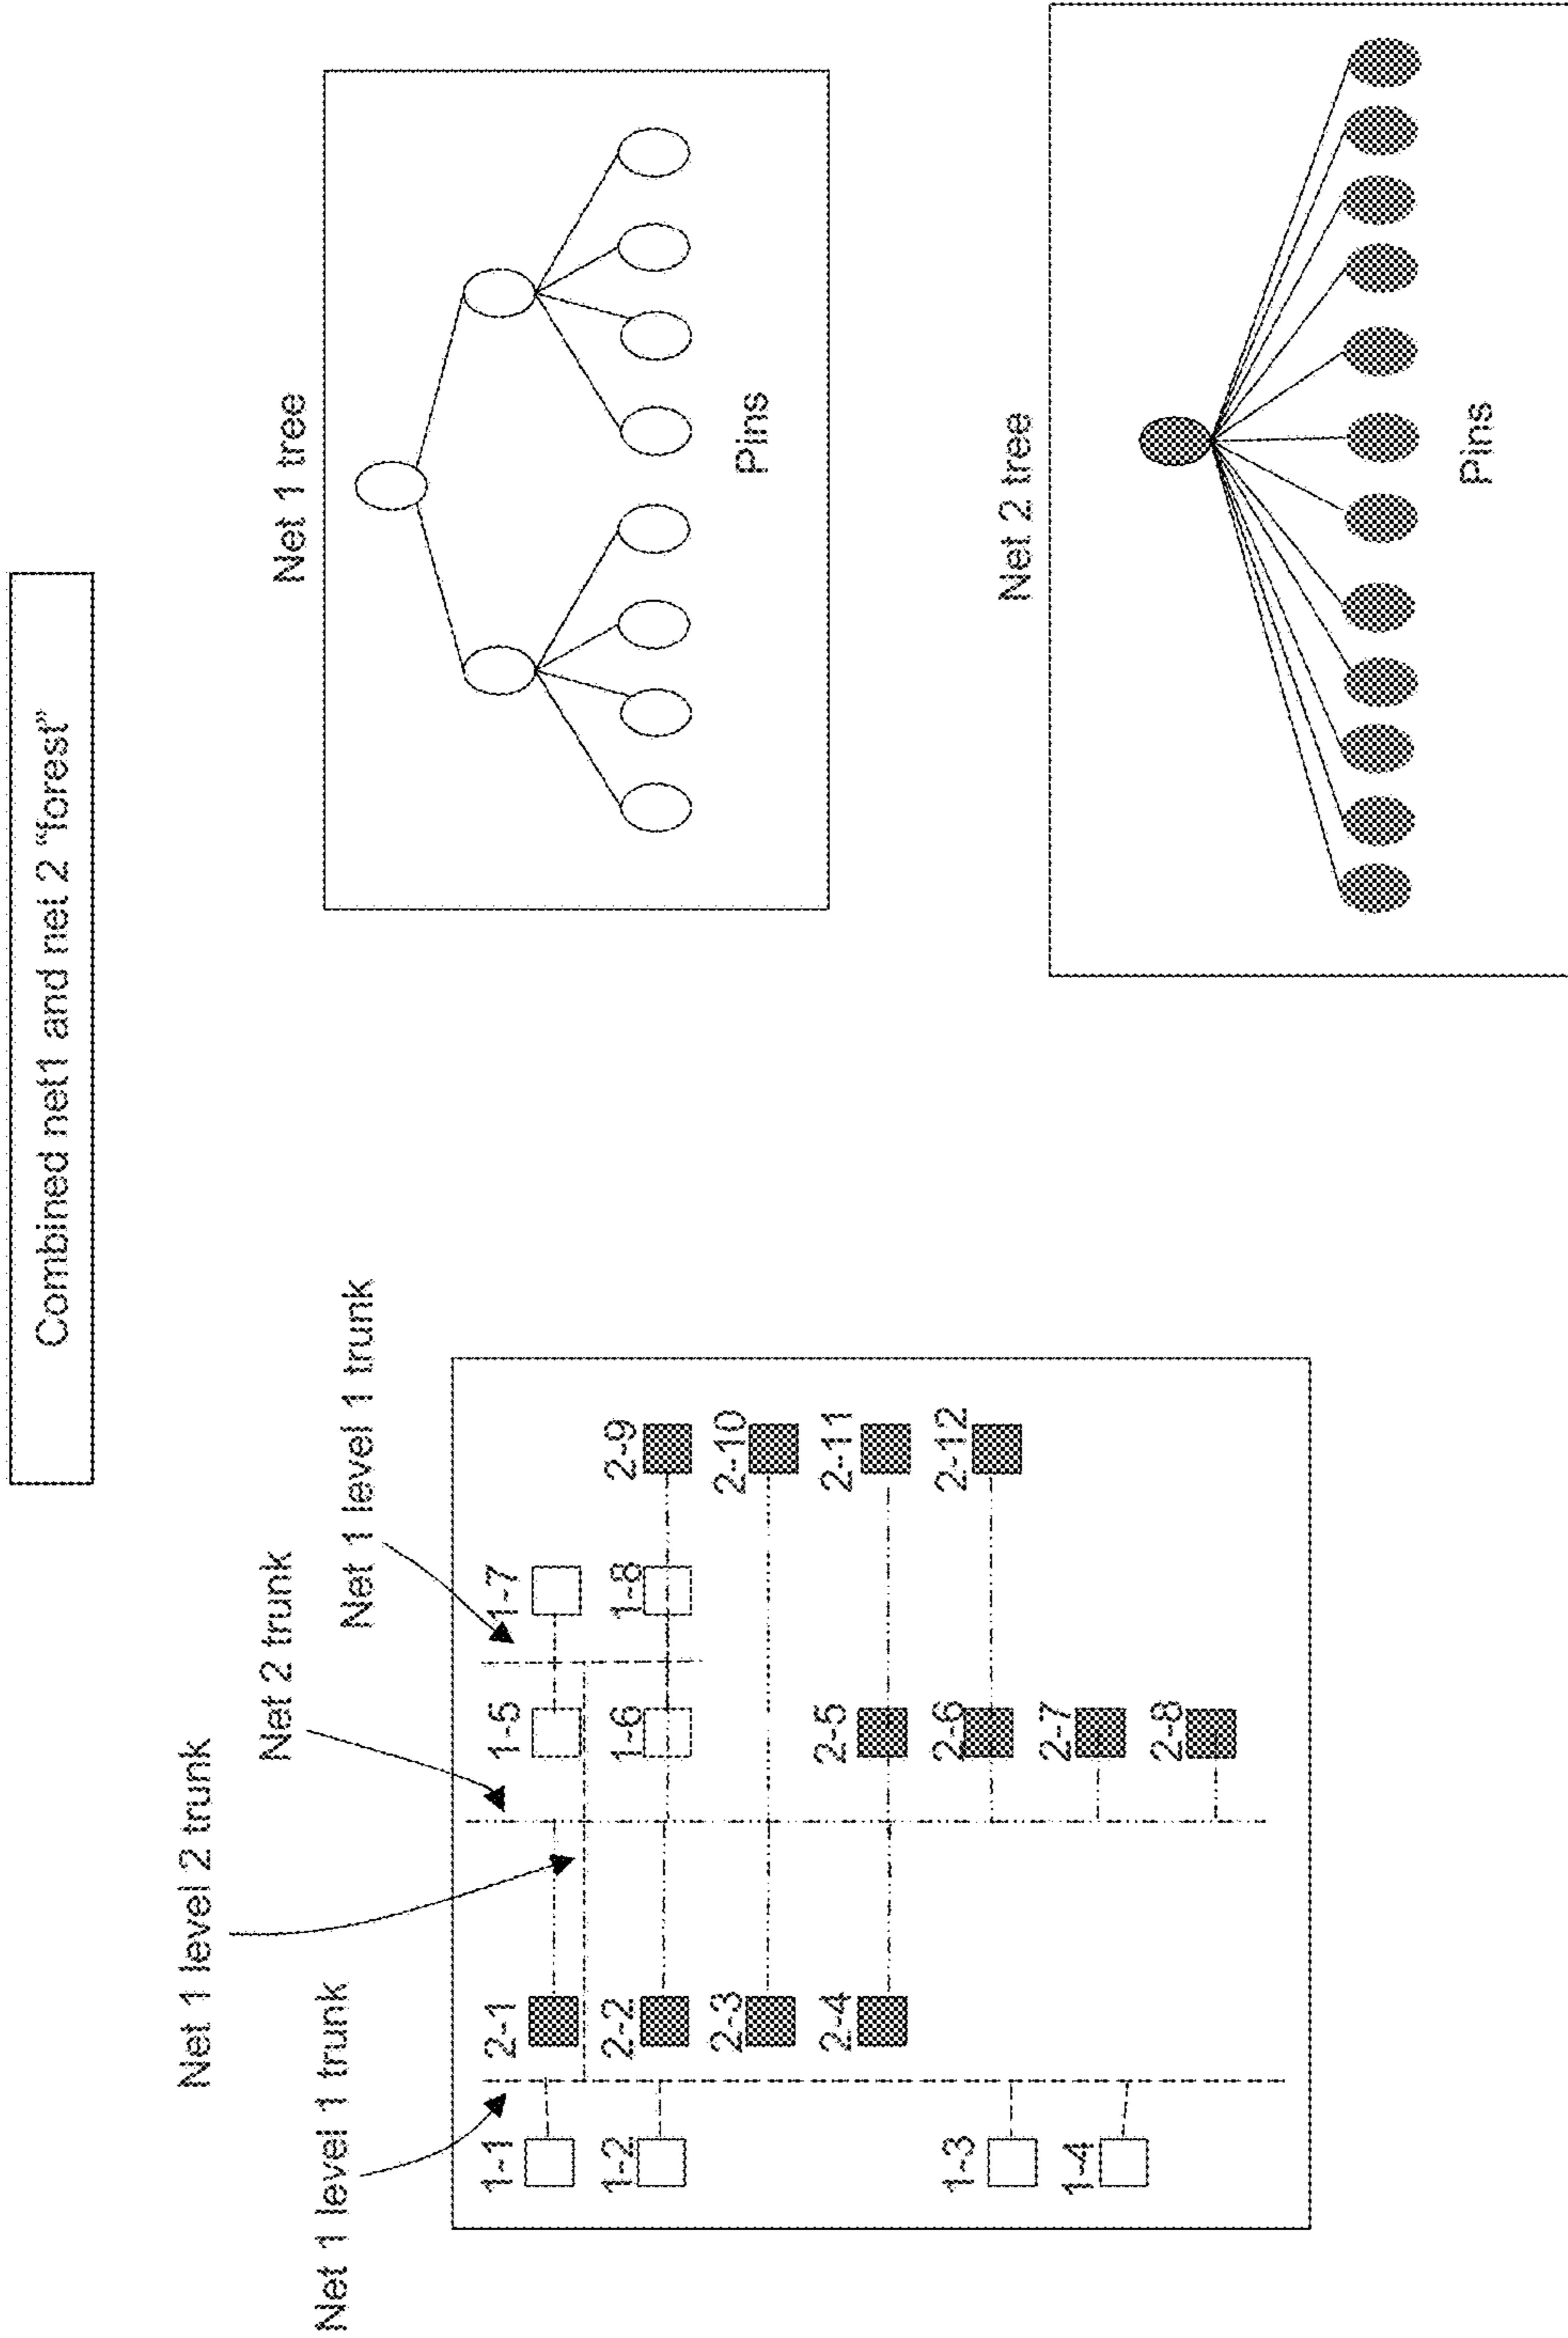 Combined net1 and net 2 “forest”
Net 1 level 2 trunk
Net 2 trunk
Net 1 level 1 trunk
Net 1 level 1 trunk
1-1
2-1
1-5
1-7
1-2
2-2
1-6
1-8
2-9
2-3
2-10
2-4
2-5
2-11
1-3
2-6
2-12
1-4
2-7
2-8
Net 1 tree
Pins
Net 2 tree
Pins